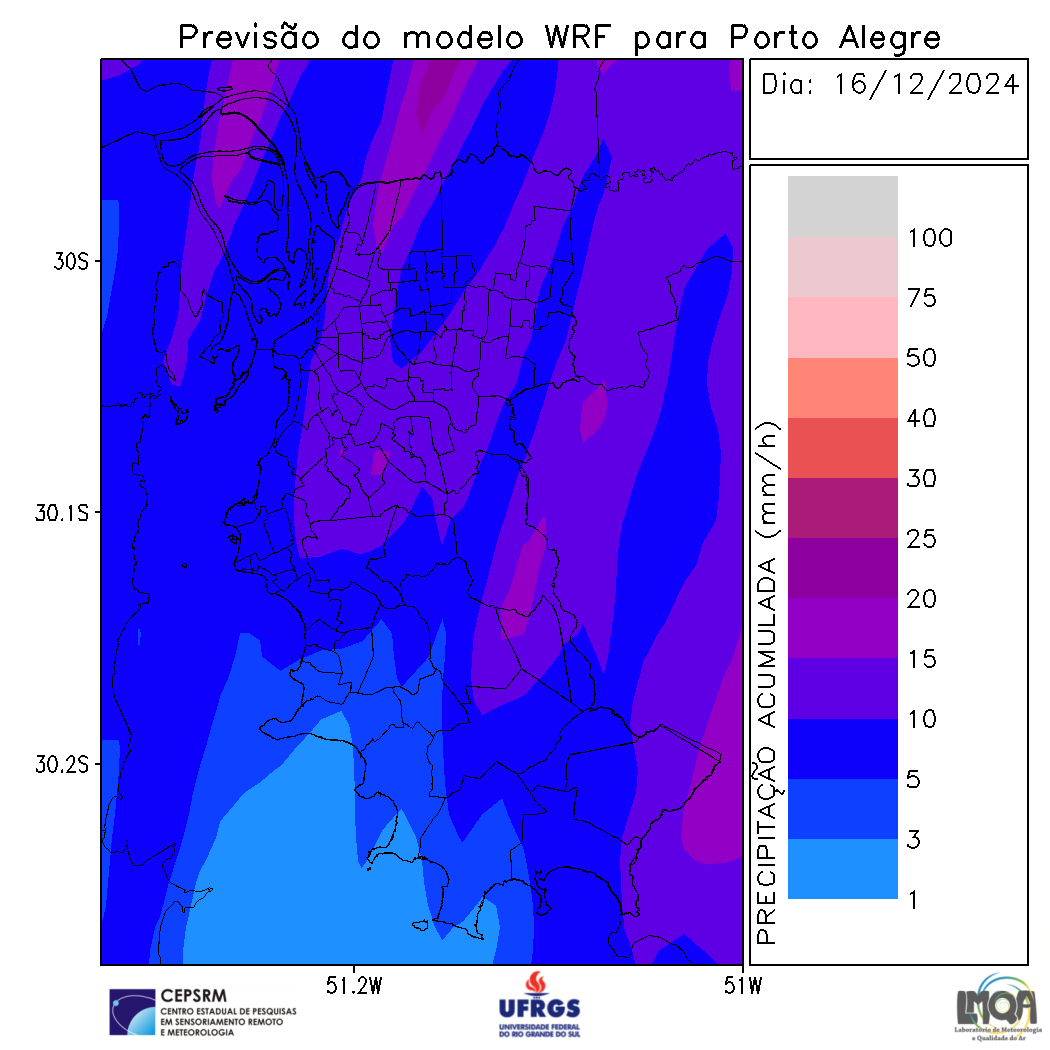 Previsão do modelo WRF para Porto Alegre
Dia: 16/12/2024
30S
30.1S
30.2S
51.2W
51W
PRECIPITAÇÃO ACUMULADA (mm/h)
100
75
50
40
30
25
20
15
10
5
3
1
CEPSRM
CENTRO ESTADUAL DE PESQUISAS
EM SENSORIAMENTO REMOTO
E METEOROLOGIA
UFRGS
UNIVERSIDADE FEDERAL
DO RIO GRANDE DO SUL
LMQA
Laboratório de Meteorologia
e Qualidade do Ar